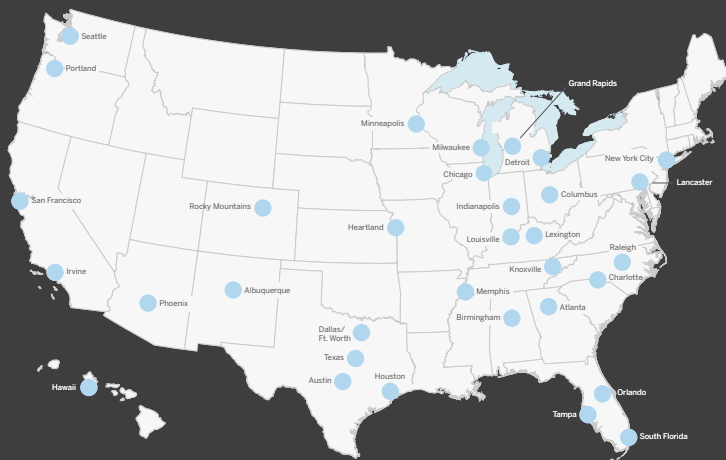 Seattle
Portland
Grand Rapids
Minneapolis
Milwaukee
Detroit
New York City
Chicago
Lancaster
Columbus
San Francisco
Rocky Mountains
Indianapolis
Heartland
Louisville
Lexington
Raleigh
Irvine
Knoxville
Charlotte
Albuquerque
Memphis
Phoenix
Atlanta
Birmingham
Dallas/
Ft. Worth
Texas
Houston
Austin
Hawaii
Orlando
Tampa
South Florida